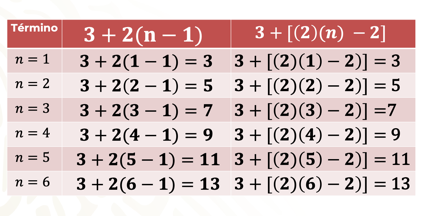 Término 3 + 2(n − 1) 3 + [(2)(n) − 2]
n = 1 3 + 2(1 − 1) = 3 3 + [(2)(1) − 2)] = 3
n = 2 3 + 2(2 − 1) = 5 3 + [(2)(2) − 2)] = 5
n = 3 3 + 2(3 − 1) = 7 3 + [(2)(3) − 2)] =7
n = 4 3 + 2(4 − 1) = 9 3 + [(2)(4) − 2)] = 9
n = 5 3 + 2(5 − 1) = 11 3 + [(2)(5) − 2)] = 11
n = 6 3 + 2(6 − 1) = 13 3 + [(2)(6) − 2)] = 13